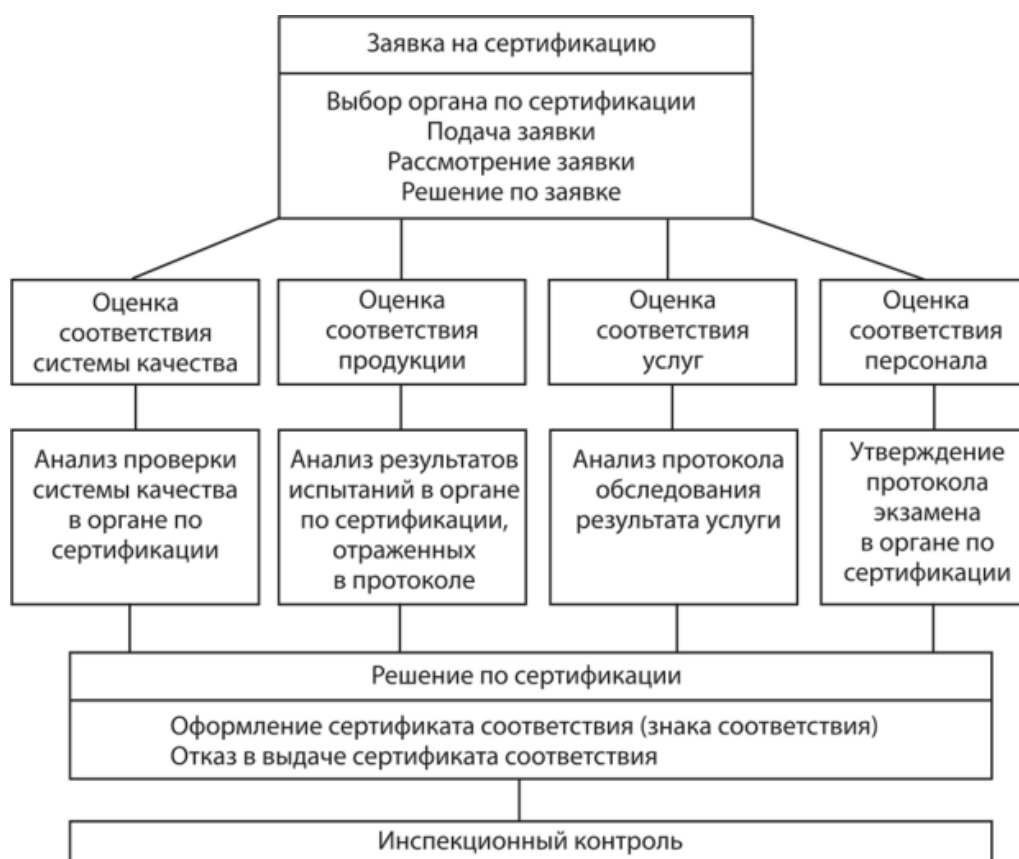 Заявка на сертификацию
Выбор органа по сертификации
Подача заявки
Рассмотрение заявки
Решение по заявке
Оценка
соответствия
системы качества
Оценка
соответствия
продукции
Оценка
соответствия
услуг
Оценка
соответствия
персонала
Анализ проверки
системы качества
в органе по
сертификации
Анализ результатов
испытаний в органе
по сертификации,
отраженных
в протоколе
Анализ протокола
обследования
результата услуги
Утверждение
протокола
экзамена
в органе по
сертификации
Решение по сертификации
Оформление сертификата соответствия (знака соответствия)
Отказ в выдаче сертификата соответствия
Инспекционный контроль